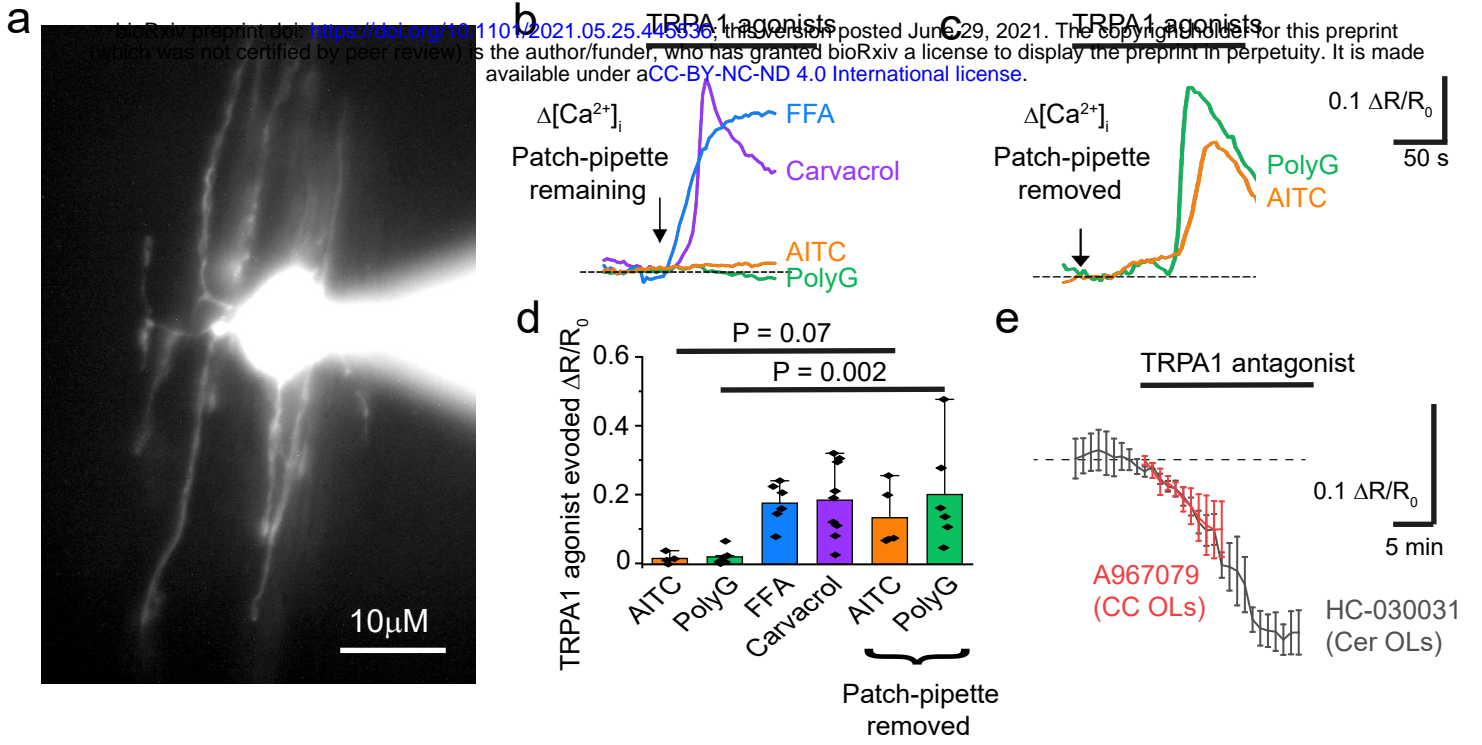 a
b
TRPA1 agonists
c
TRPA1 agonists
bioRxiv preprint doi: https://doi.org/10.1101/2021.05.25.445536; this version posted June 29, 2021. The copyright holder for this preprint
(which was not certified by peer review) is the author/funder, who has granted bioRxiv a license to display the preprint in perpetuity. It is made
available under aCC-BY-NC-ND 4.0 International license.
Δ[Ca²⁺]ᵢ
Patch-pipette
remaining
FFA
Carvacrol
AITC
PolyG
Δ[Ca²⁺]ᵢ
Patch-pipette
removed
PolyG
AITC
0.1 ΔR/R₀
50 s
10μM
d
TRPA1 agonist evoded ΔR/R₀
P = 0.07
P = 0.002
0.6
0.4
0.2
0
AITC
PolyG
FFA
Carvacrol
AITC
PolyG
Patch-pipette
removed
e
TRPA1 antagonist
0.1 ΔR/R₀
5 min
A967079
(CC OLs)
HC-030031
(Cer OLs)